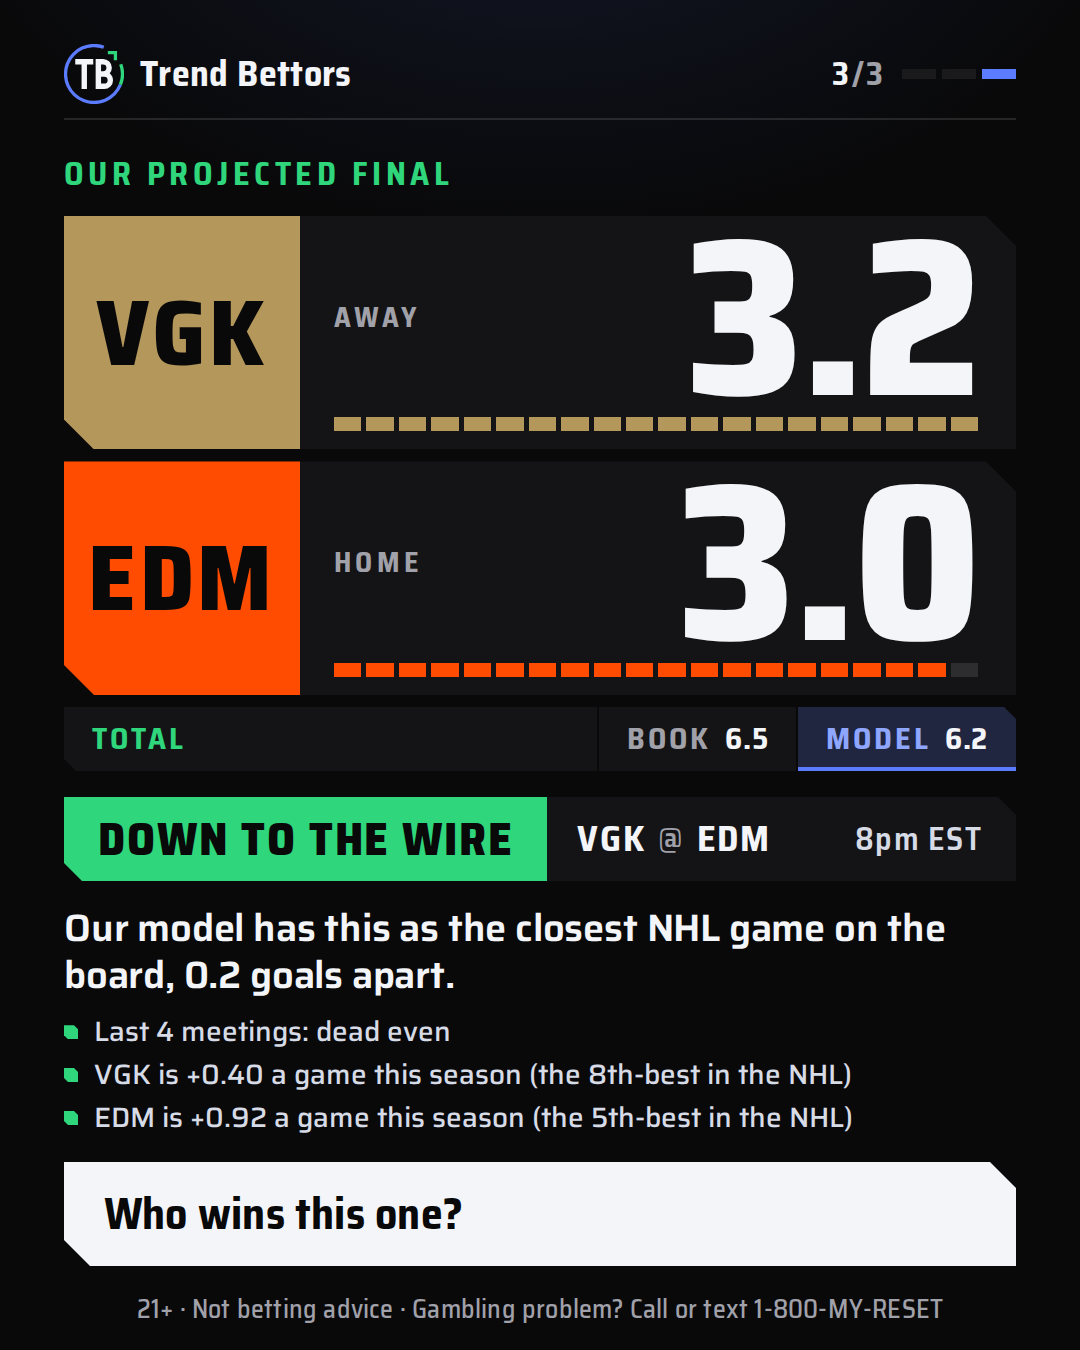 TB Trend Bettors
3/3
OUR PROJECTED FINAL
VGK
AWAY
3.2
EDM
HOME
3.0
TOTAL
BOOK 6.5
MODEL 6.2
DOWN TO THE WIRE
VGK @ EDM
8pm EST
Our model has this as the closest NHL game on the
board, 0.2 goals apart.
Last 4 meetings: dead even
VGK is +0.40 a game this season (the 8th-best in the NHL)
EDM is +0.92 a game this season (the 5th-best in the NHL)
Who wins this one?
21+ · Not betting advice · Gambling problem? Call or text 1-800-MY-RESET